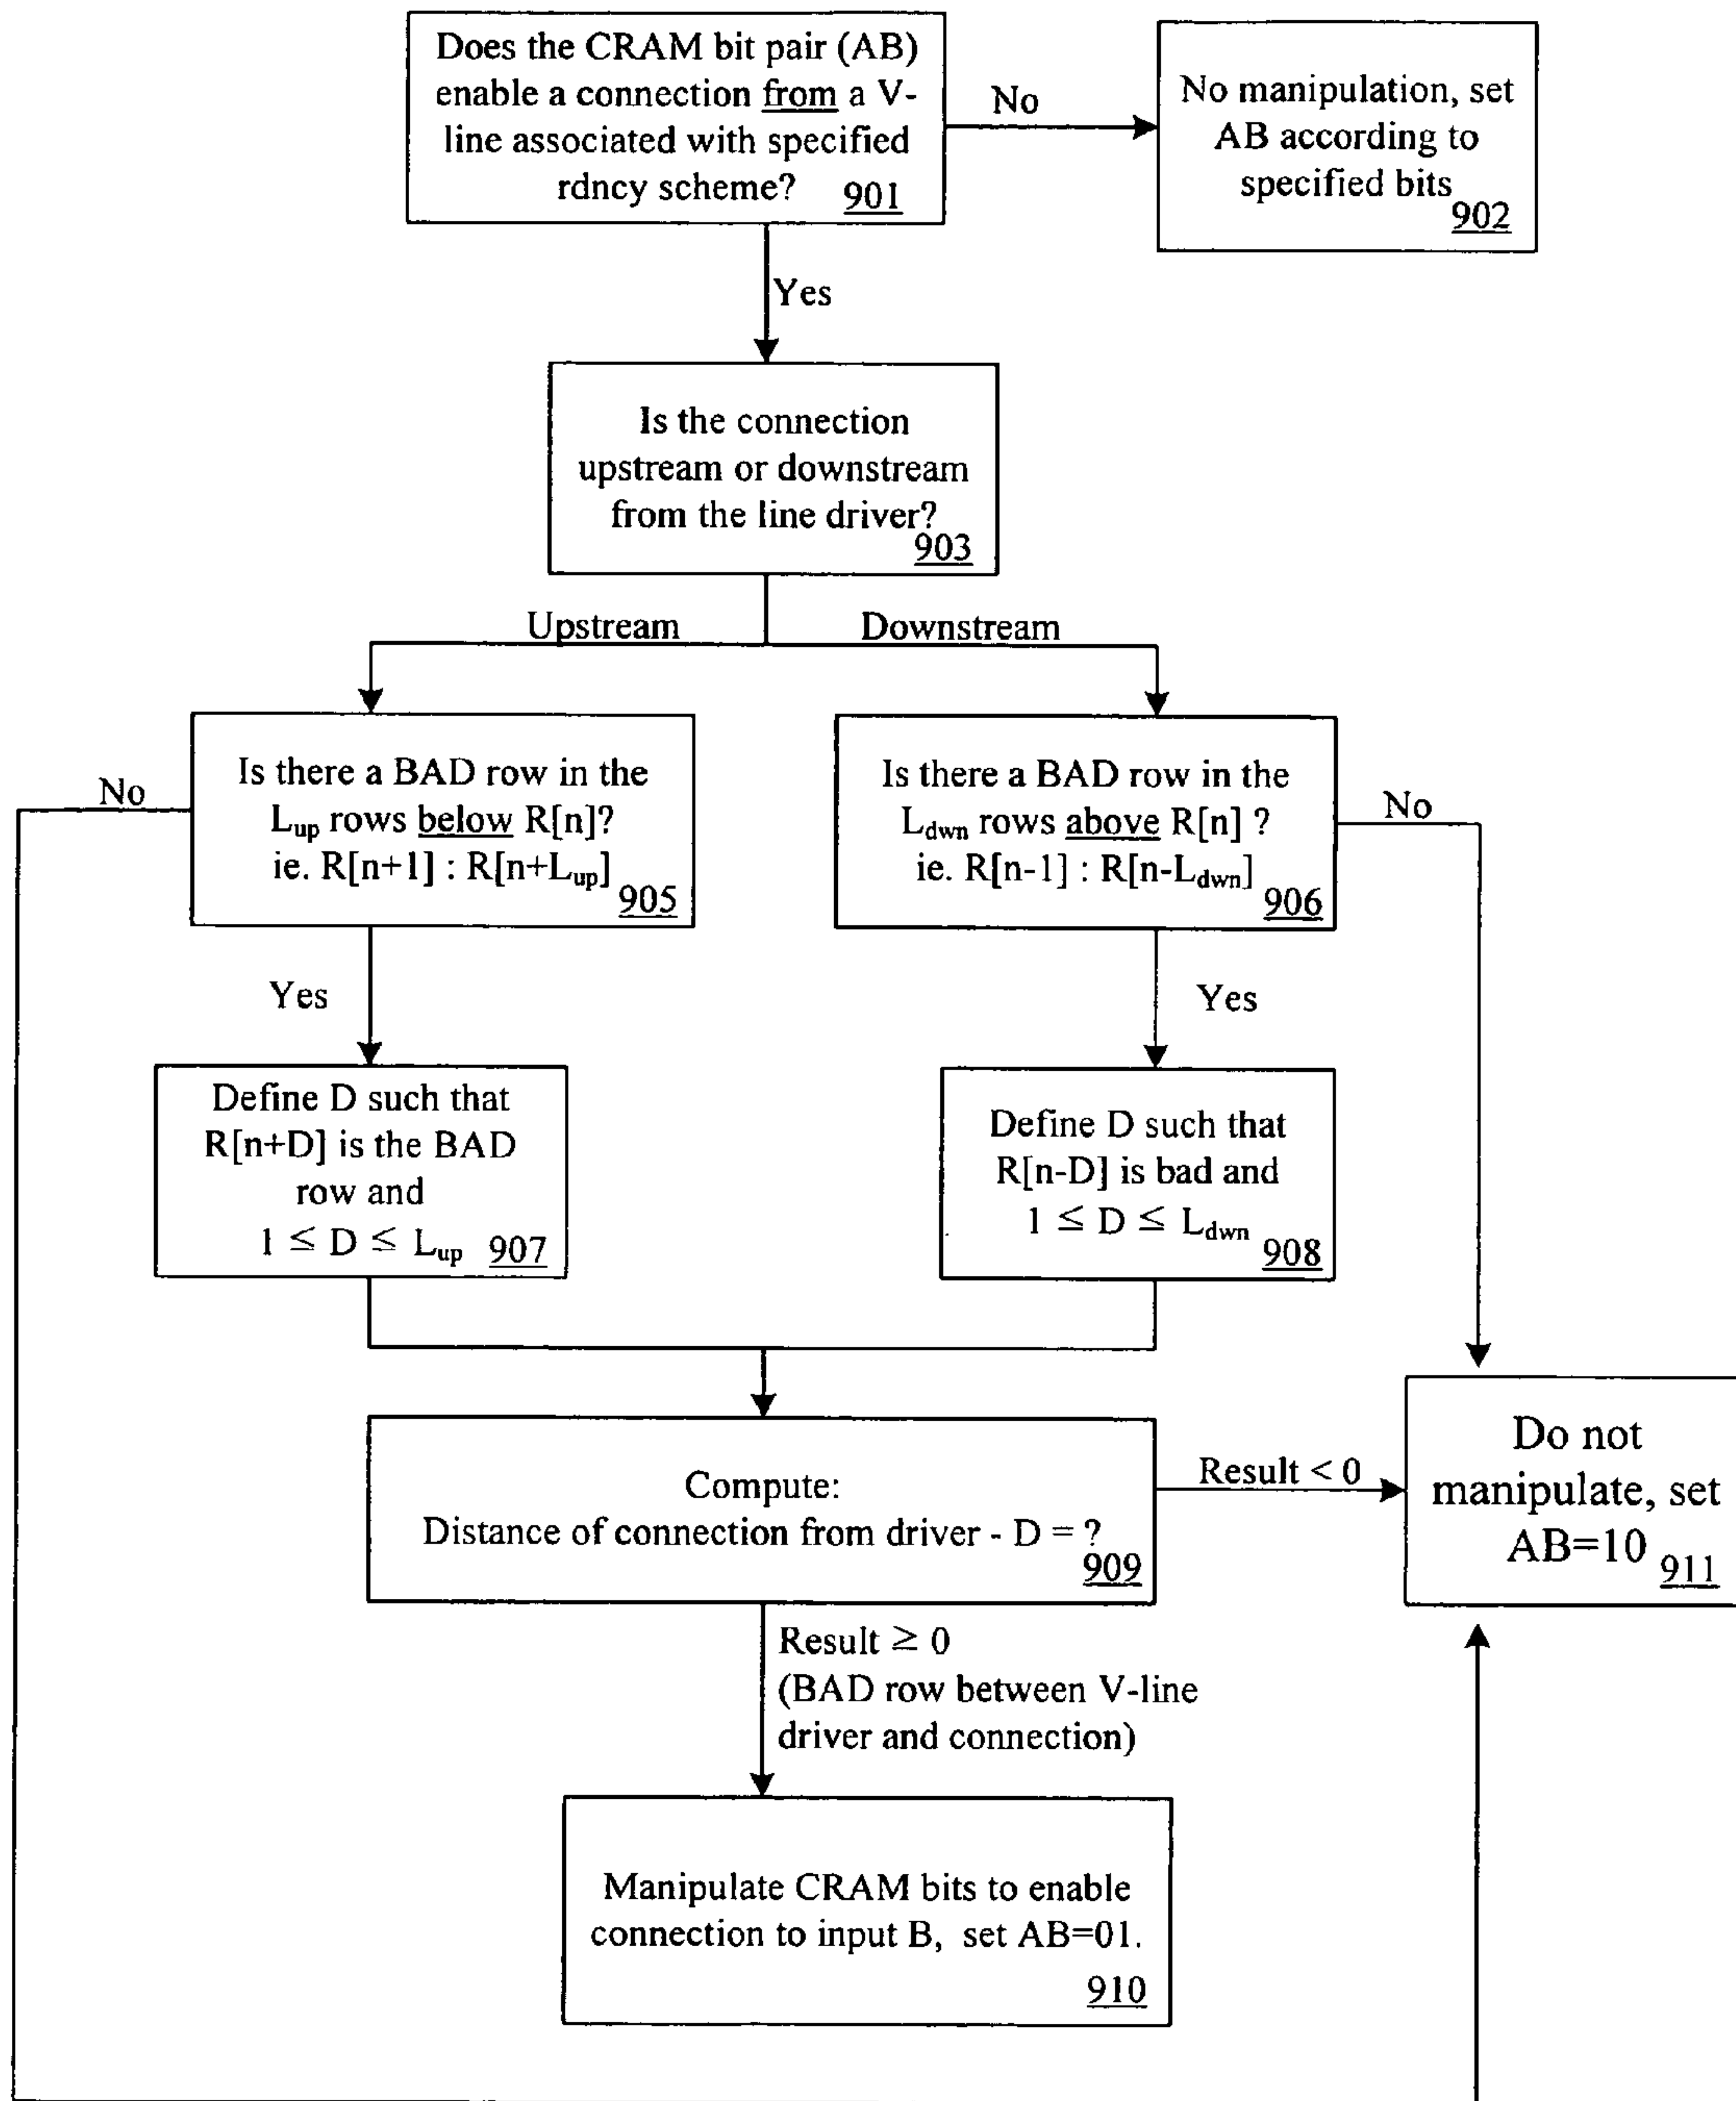 Does the CRAM bit pair (AB)
enable a connection from a V-
line associated with specified
rdncy scheme? 901
No
No manipulation, set
AB according to
specified bits
902
Yes
Is the connection
upstream or downstream
from the line driver?
903
Upstream
Downstream
No
Is there a BAD row in the
Lup rows below R[n]?
ie. R[n+1] : R[n+Lup]
905
Is there a BAD row in the
Ldwn rows above R[n] ?
ie. R[n-1] : R[n-Ldwn]
906
No
Yes
Yes
Define D such that
R[n+D] is the BAD
row and
1 ≤ D ≤ Lup 907
Define D such that
R[n-D] is bad and
1 ≤ D ≤ Ldwn
908
Compute:
Distance of connection from driver - D = ?
909
Result < 0
Do not
manipulate, set
AB=10
911
Result ≥ 0
(BAD row between V-line
driver and connection)
Manipulate CRAM bits to enable
connection to input B, set AB=01.
910